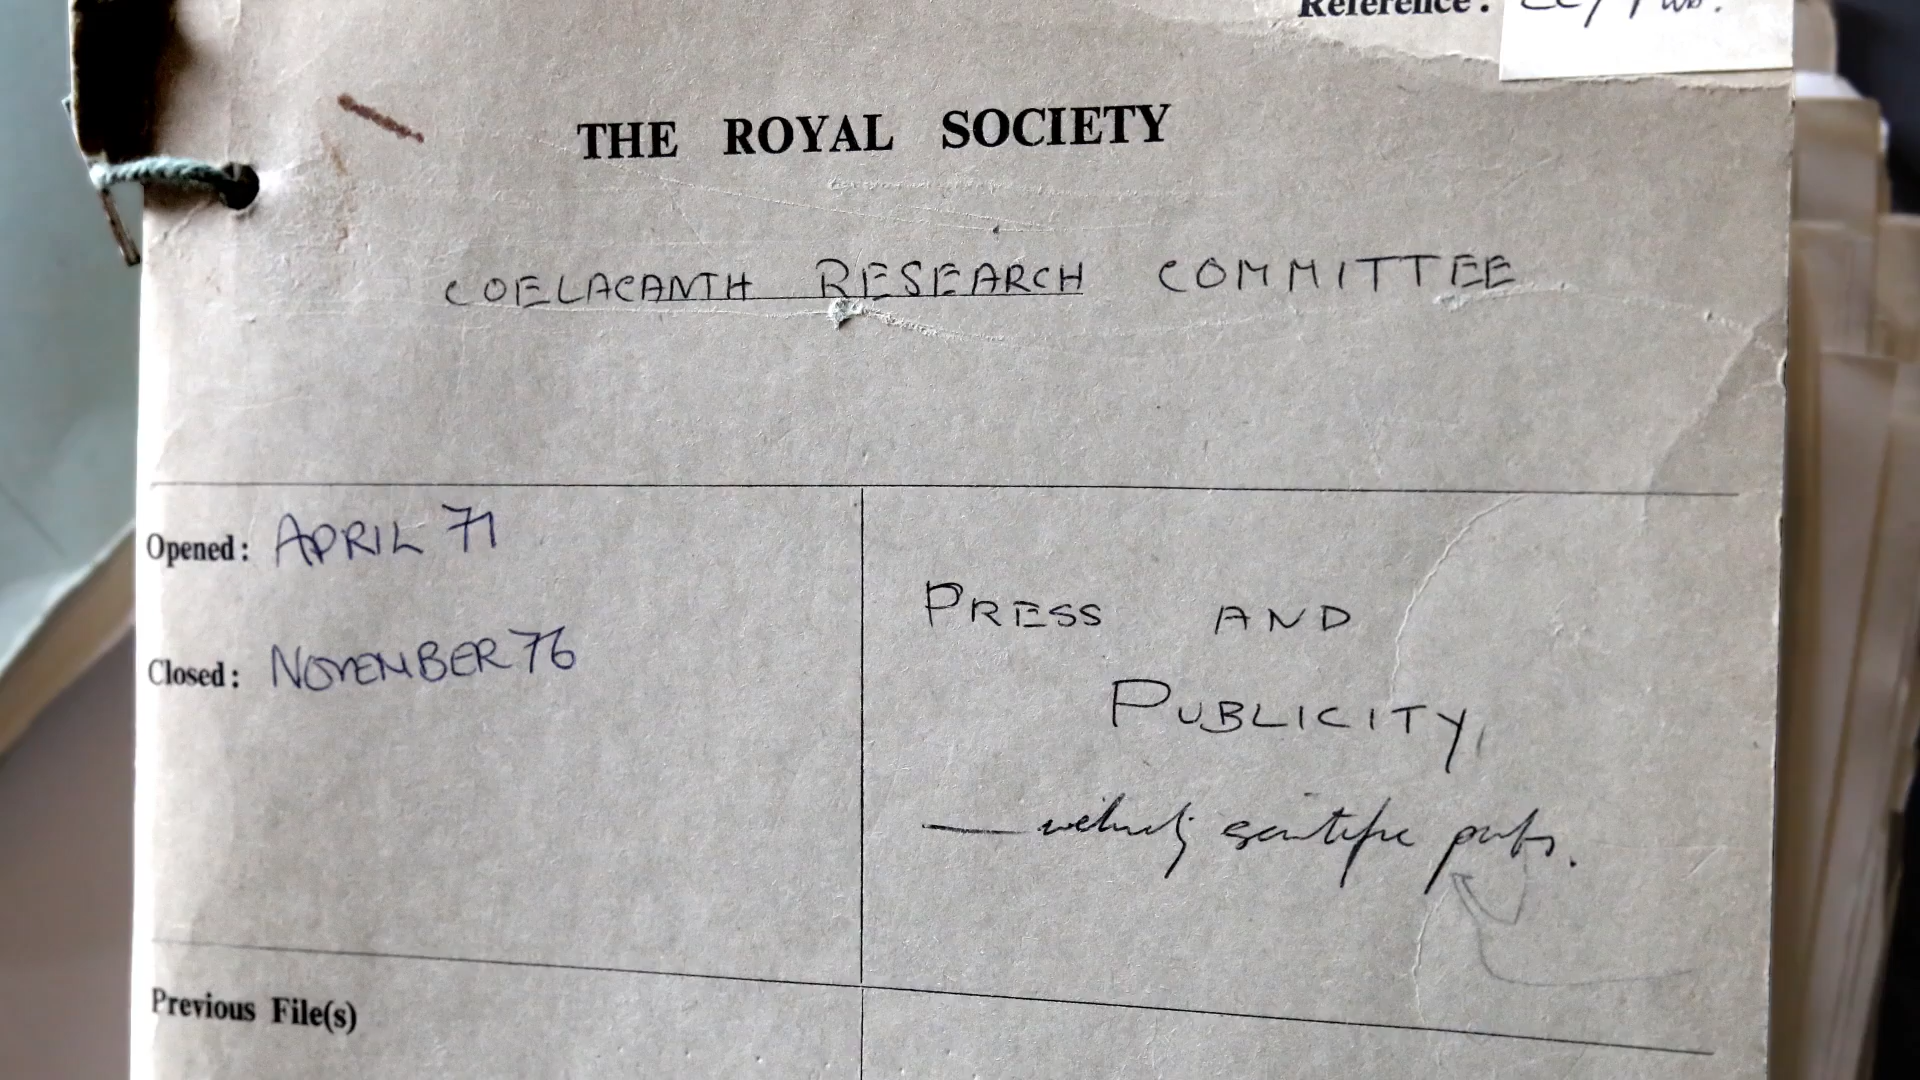 Reference:
THE ROYAL SOCIETY
COELACANTH RESEARCH COMMITTEE
Opened: APRIL 71
Closed: NOVEMBER 76
PRESS AND
PUBLICITY,
— including scientific pubs.
Previous File(s)